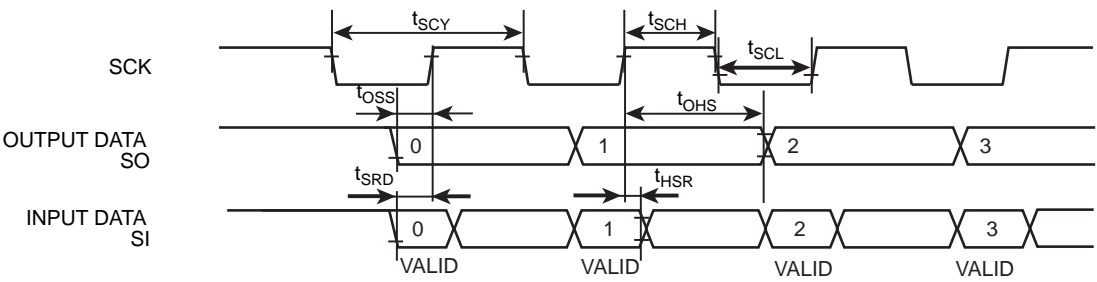 tSCY
tSCH
tSCL
SCK
tOSS
tOHS
OUTPUT DATA
SO
0
1
2
3
tSRD
tHSR
INPUT DATA
SI
0
1
2
3
VALID
VALID
VALID
VALID